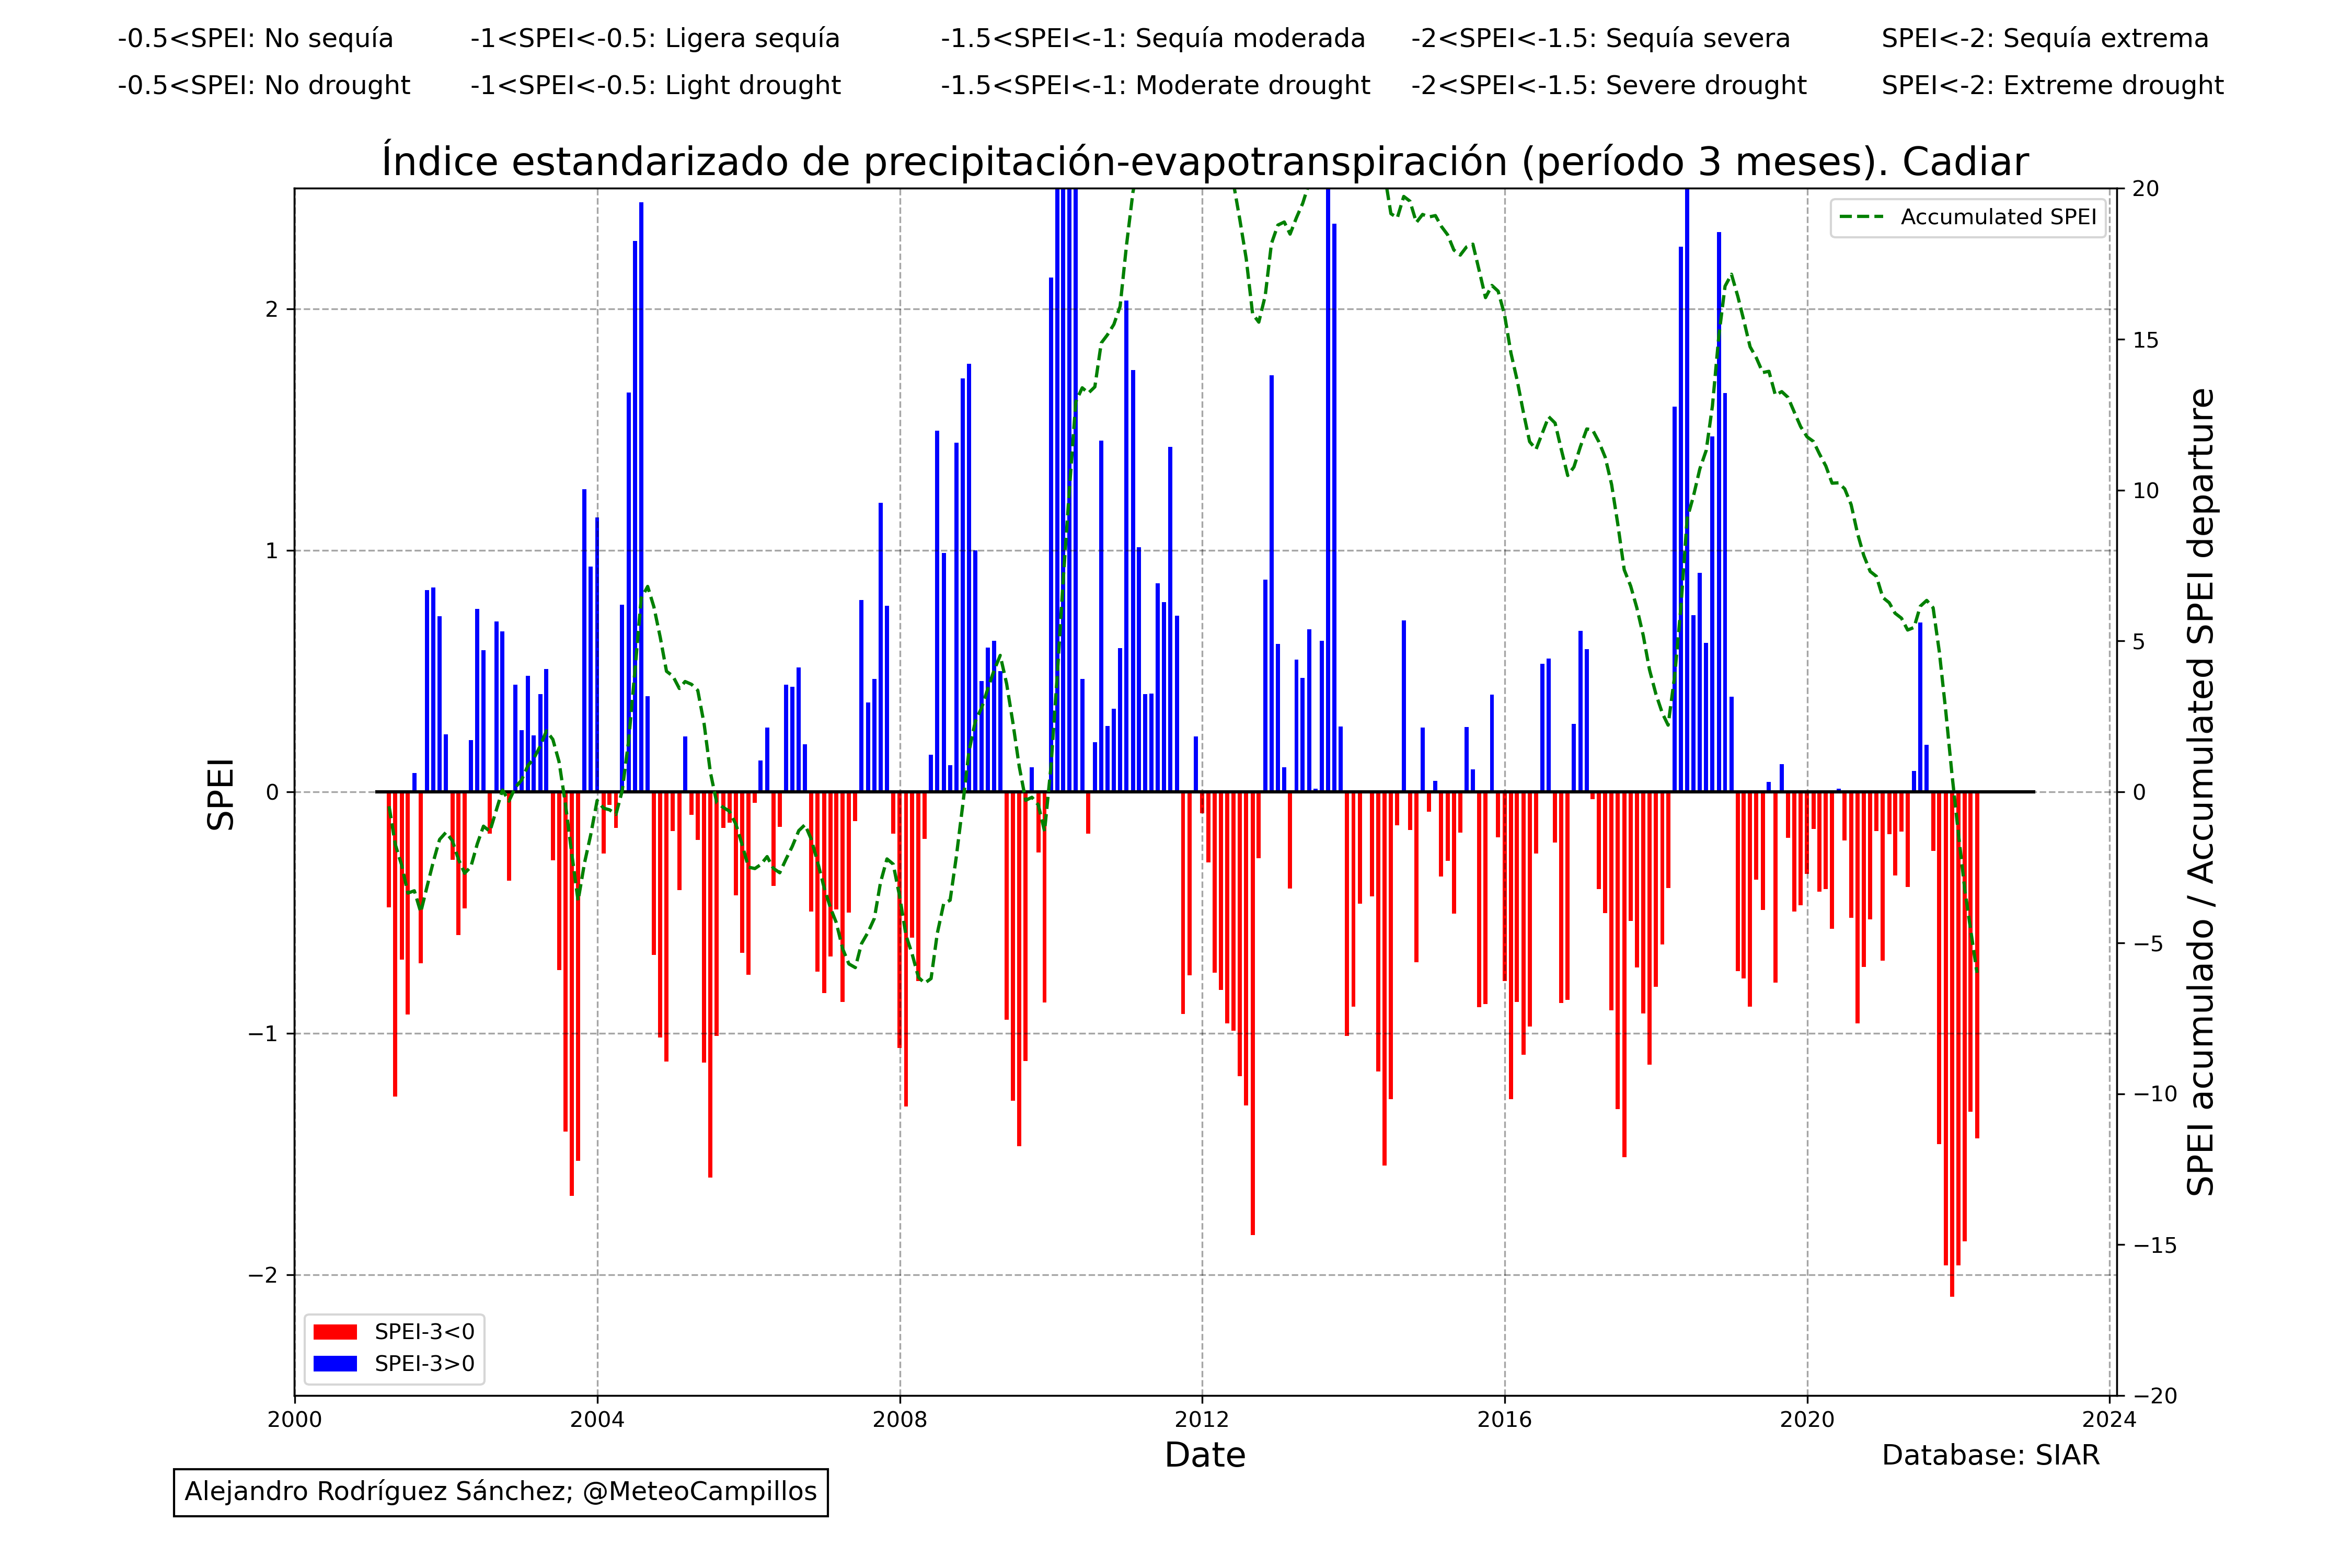 -0.5<SPEI: No sequía -1<SPEI<-0.5: Ligera sequía -1.5<SPEI<-1: Sequía moderada -2<SPEI<-1.5: Sequía severa SPEI<-2: Sequía extrema
-0.5<SPEI: No drought -1<SPEI<-0.5: Light drought -1.5<SPEI<-1: Moderate drought -2<SPEI<-1.5: Severe drought SPEI<-2: Extreme drought
Índice estandarizado de precipitación-evapotranspiración (período 3 meses). Cadiar
Accumulated SPEI
SPEI
2
1
0
−1
−2
20
15
10
5
0
−5
−10
−15
−20
SPEI acumulado / Accumulated SPEI departure
SPEI-3<0
SPEI-3>0
2000 2004 2008 2012 2016 2020 2024
Date
Database: SIAR
Alejandro Rodríguez Sánchez; @MeteoCampillos